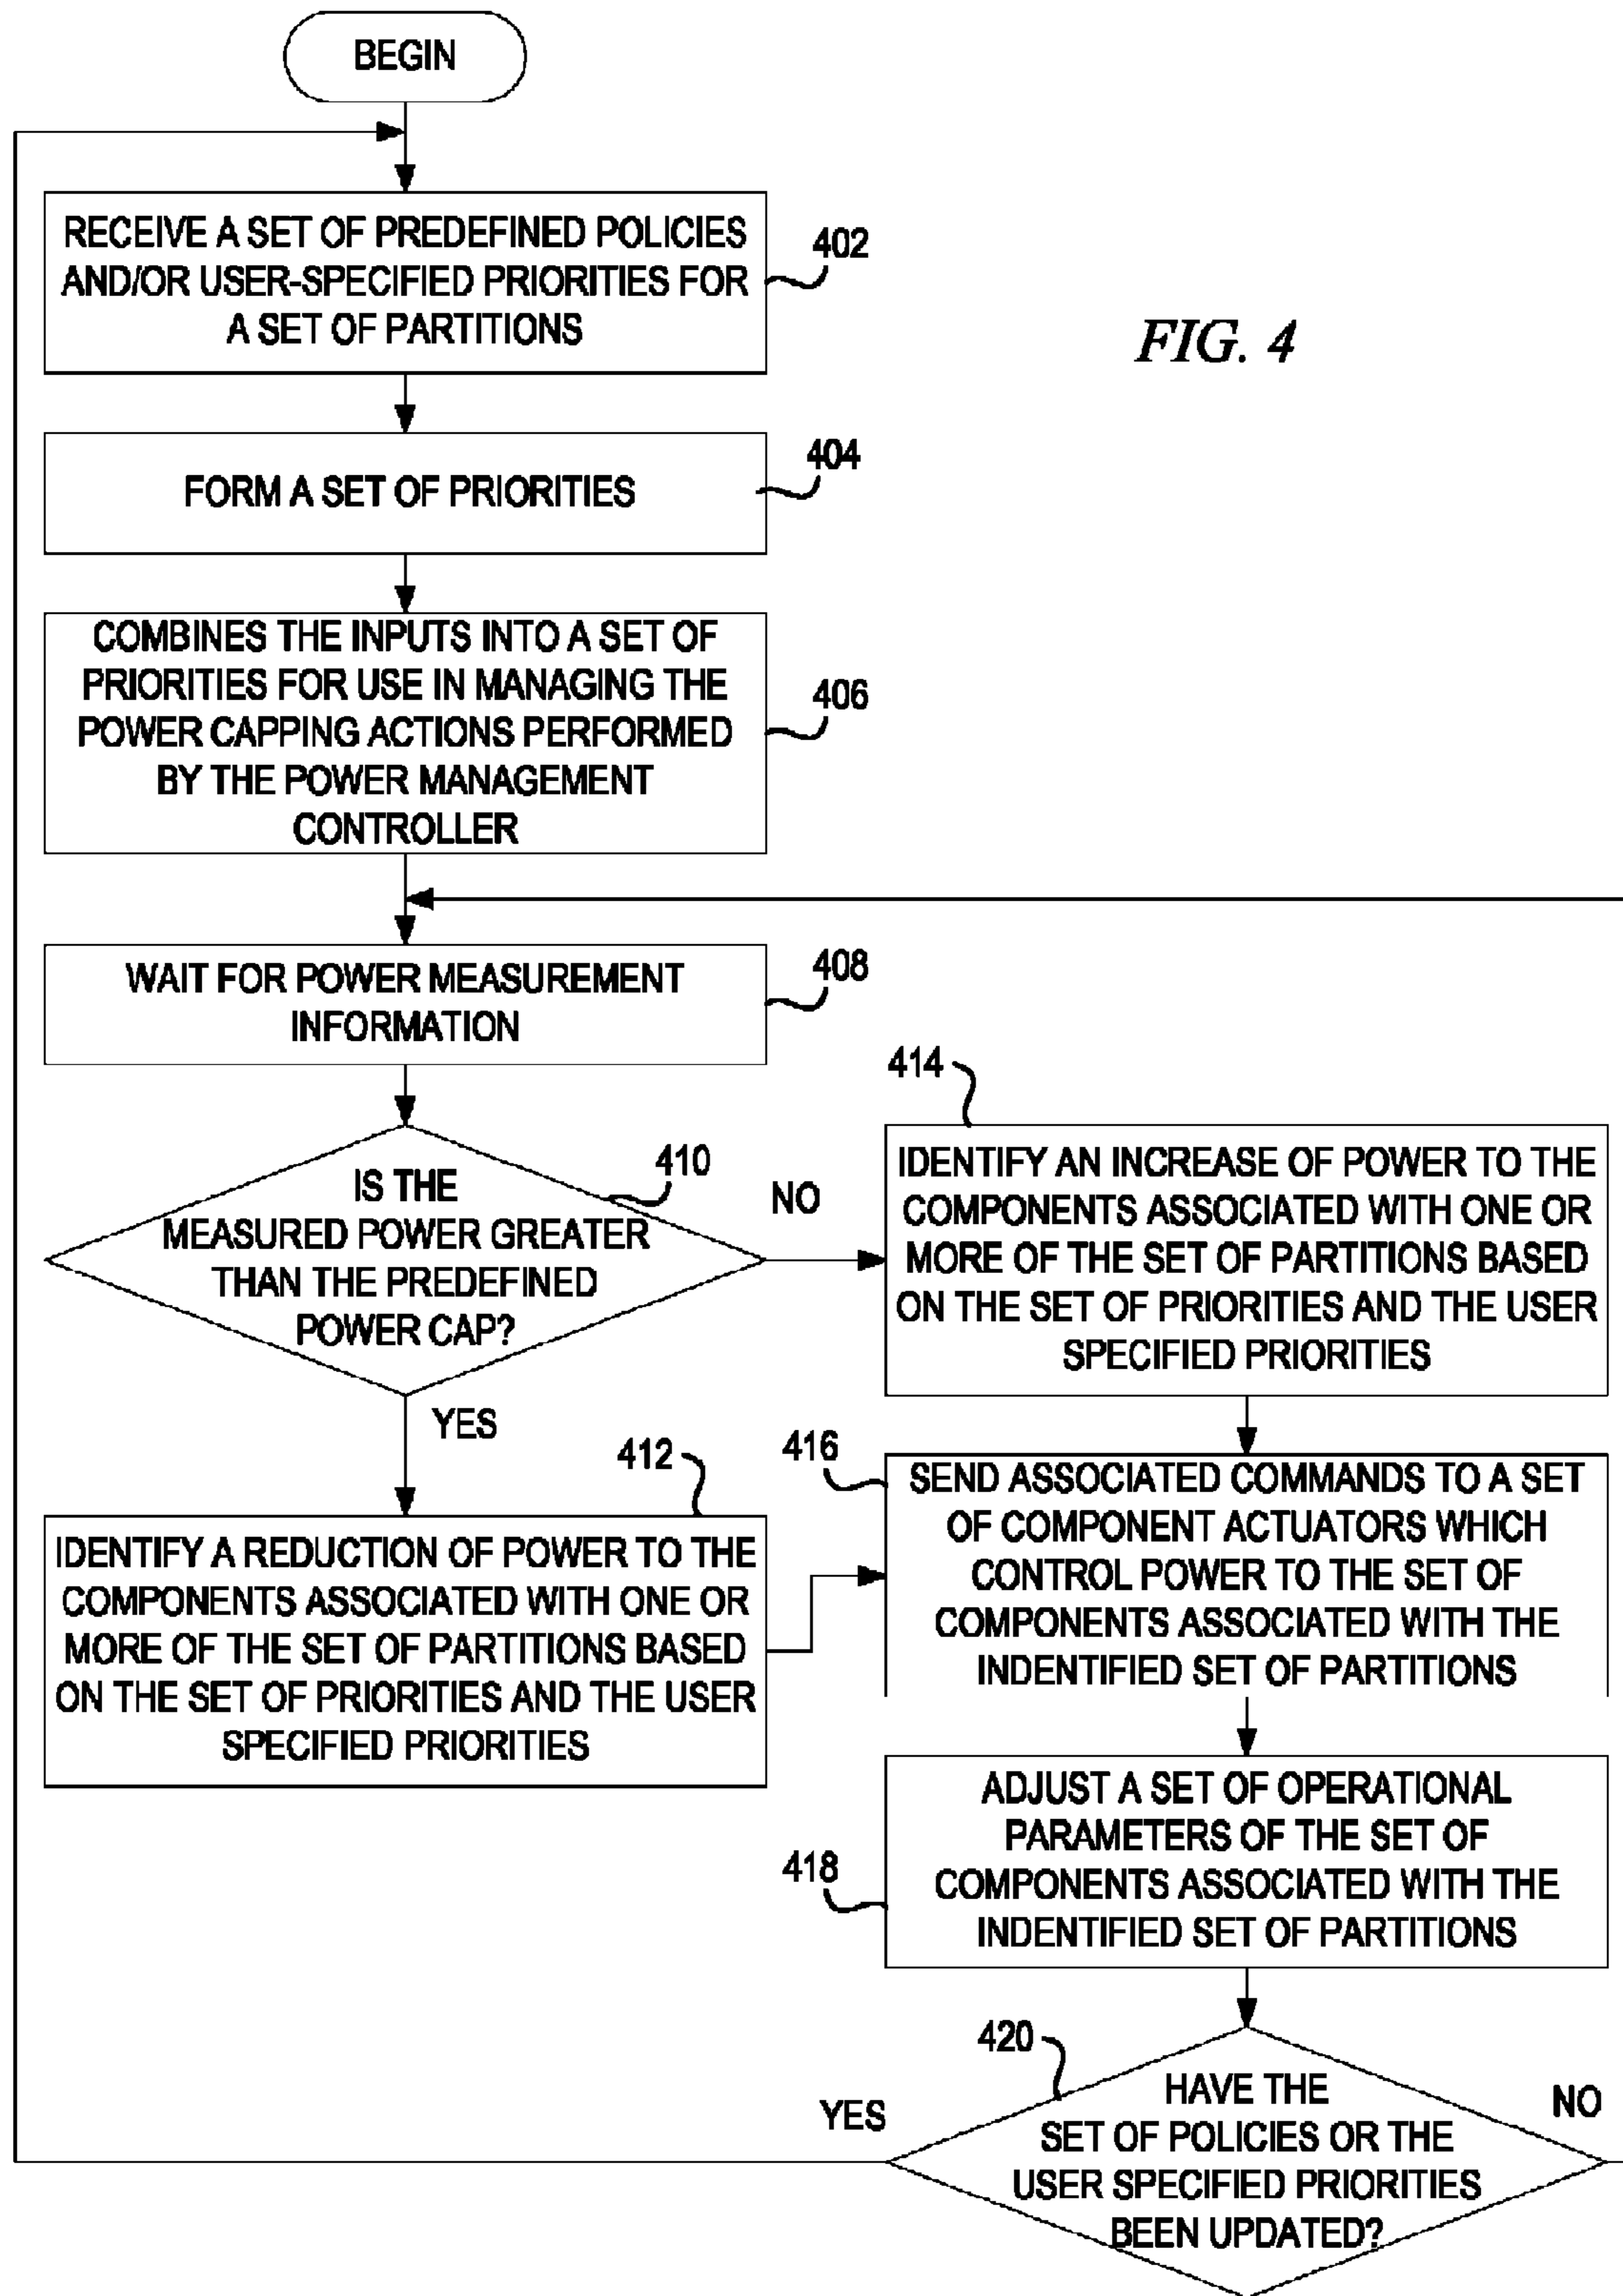 BEGIN
RECEIVE A SET OF PREDEFINED POLICIES
AND/OR USER-SPECIFIED PRIORITIES FOR
A SET OF PARTITIONS
402
FIG. 4
FORM A SET OF PRIORITIES
404
COMBINES THE INPUTS INTO A SET OF
PRIORITIES FOR USE IN MANAGING THE
POWER CAPPING ACTIONS PERFORMED
BY THE POWER MANAGEMENT
CONTROLLER
406
WAIT FOR POWER MEASUREMENT
INFORMATION
408
IS THE
MEASURED POWER GREATER
THAN THE PREDEFINED
POWER CAP?
410
NO
YES
414
IDENTIFY AN INCREASE OF POWER TO THE
COMPONENTS ASSOCIATED WITH ONE OR
MORE OF THE SET OF PARTITIONS BASED
ON THE SET OF PRIORITIES AND THE USER
SPECIFIED PRIORITIES
412
IDENTIFY A REDUCTION OF POWER TO THE
COMPONENTS ASSOCIATED WITH ONE OR
MORE OF THE SET OF PARTITIONS BASED
ON THE SET OF PRIORITIES AND THE USER
SPECIFIED PRIORITIES
416
SEND ASSOCIATED COMMANDS TO A SET
OF COMPONENT ACTUATORS WHICH
CONTROL POWER TO THE SET OF
COMPONENTS ASSOCIATED WITH THE
INDENTIFIED SET OF PARTITIONS
418
ADJUST A SET OF OPERATIONAL
PARAMETERS OF THE SET OF
COMPONENTS ASSOCIATED WITH THE
INDENTIFIED SET OF PARTITIONS
420
HAVE THE
SET OF POLICIES OR THE
USER SPECIFIED PRIORITIES
BEEN UPDATED?
YES
NO